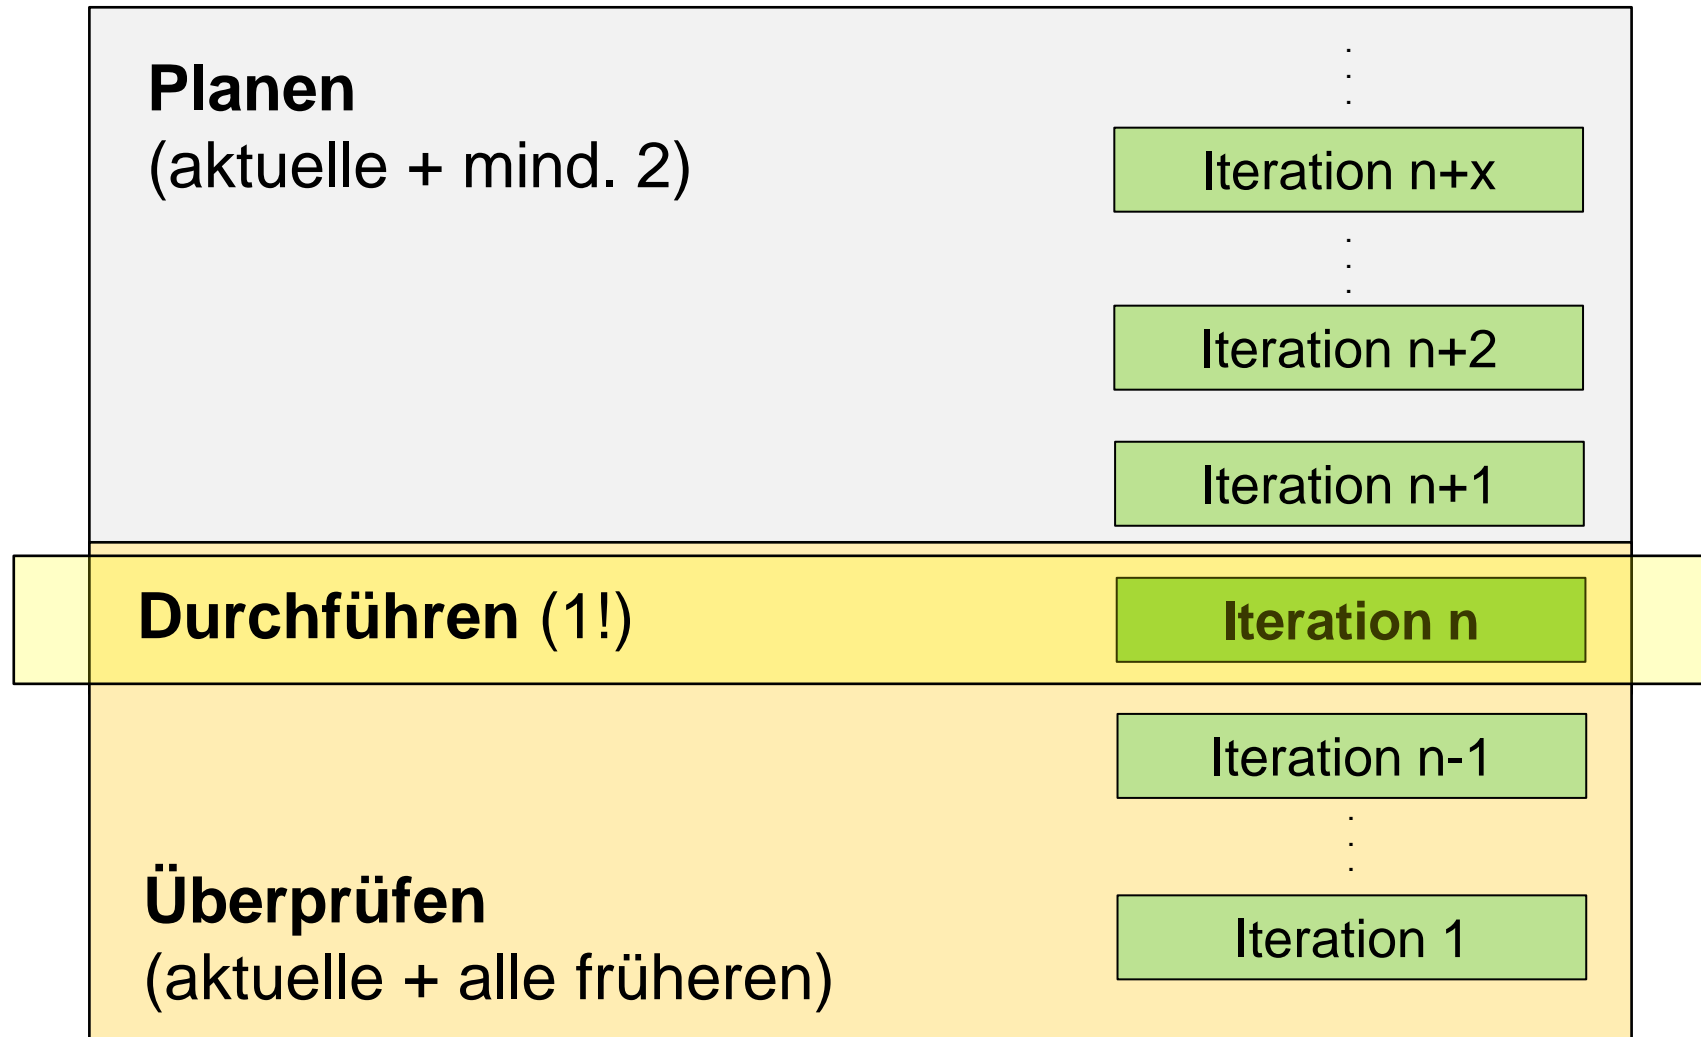 Planen
(aktuelle + mind. 2)
.
.
.
Iteration n+x
.
.
.
Iteration n+2
Iteration n+1
Durchführen (1!)
Iteration n
Iteration n-1
.
.
.
Überprüfen
(aktuelle + alle früheren)
Iteration 1